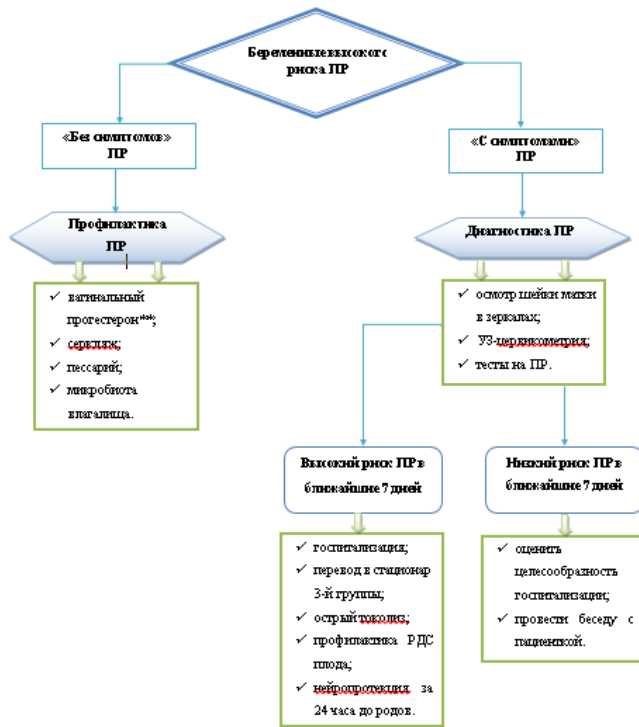 Беременные высокого
риска ПР
«Без симптомов»
ПР
«С симптомами»
ПР
Профилактика
ПР
Диагностика ПР
✓ вагинальный
прогестерон**;
✓ серкляж;
✓ пессарий;
✓ микробиота
влагалища.
✓ осмотр шейки матки
в зеркалах;
✓ УЗ-цервикометрия;
✓ тесты на ПР.
Высокий риск ПР в
ближайшие 7 дней
Низкий риск ПР в
ближайшие 7 дней
✓ госпитализация;
✓ перевод в стационар
3-й группы;
✓ острый токолиз;
✓ профилактика РДС
плода;
✓ нейропротекция за
24 часа до родов.
✓ оценить
целесообразность
госпитализации;
✓ провести беседу с
пациенткой.